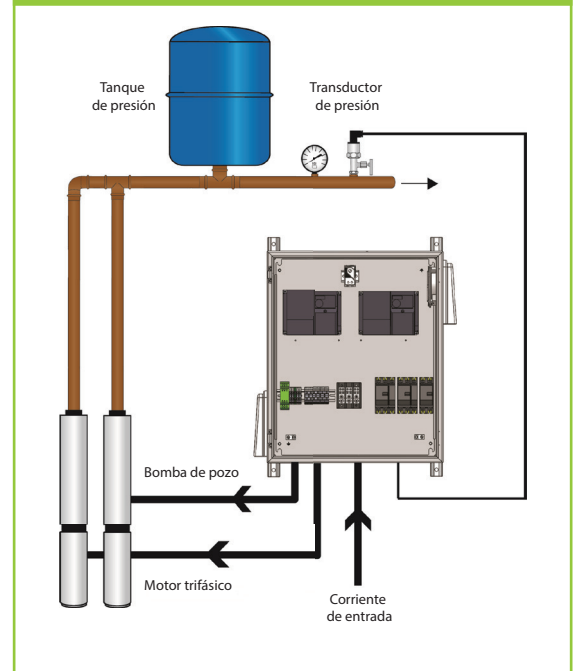 Tanque
de presión
Transductor
de presión
Bomba de pozo
Motor trifásico
Corriente
de entrada